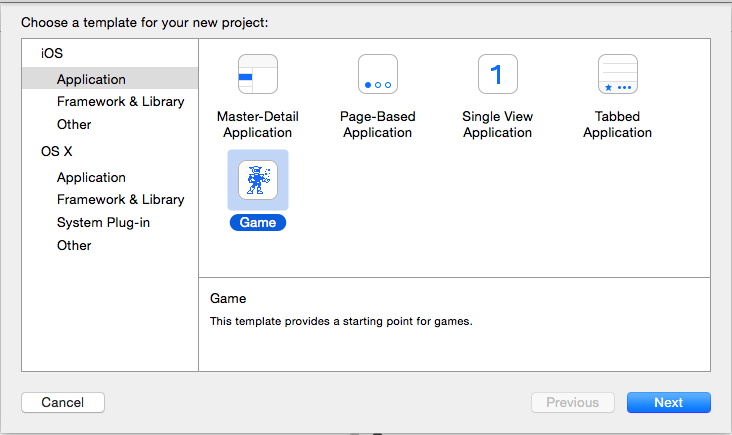 Choose a template for your new project:
iOS
Application
Framework & Library
Other
OS X
Application
Framework & Library
System Plug-in
Other
Master-Detail
Application
Page-Based
Application
1
Single View
Application
Tabbed
Application
Game
Game
This template provides a starting point for games.
Cancel
Previous
Next